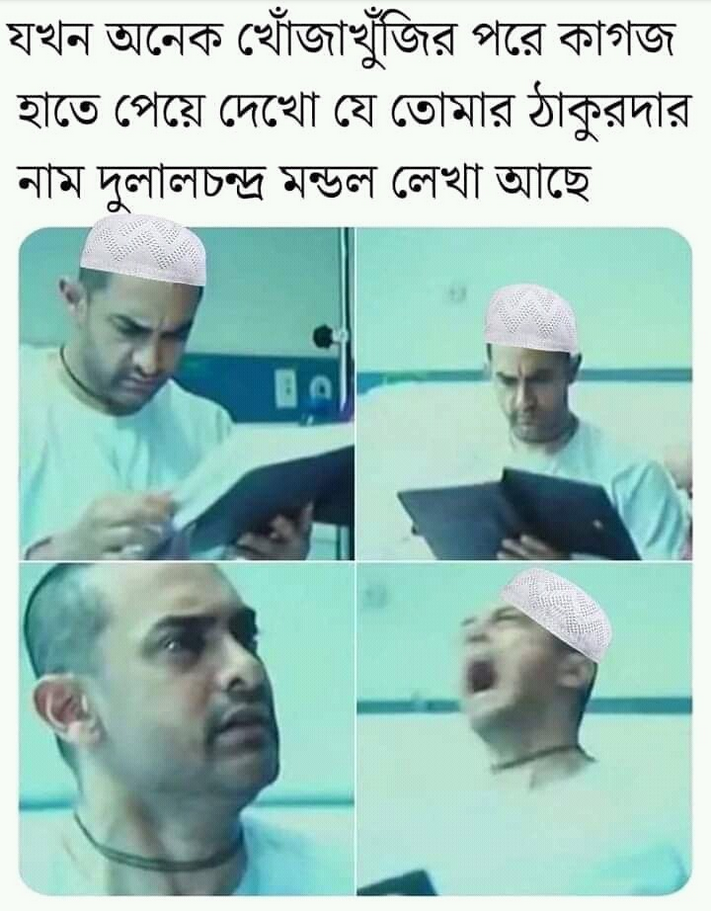 যখন অনেক খোঁজাখুঁজির পরে কাগজ
হাতে পেয়ে দেখো যে তোমার ঠাকুরদার
নাম দুলালচন্দ্র মন্ডল লেখা আছে